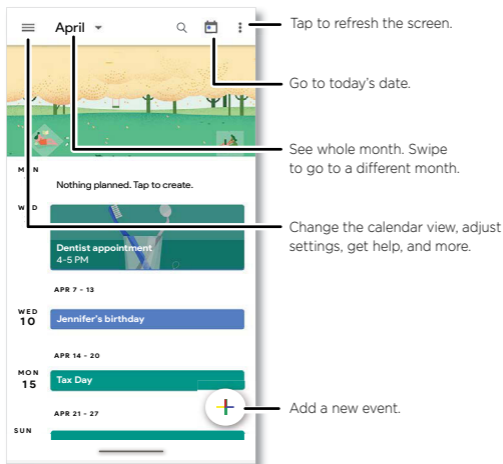 April
Tap to refresh the screen.
Go to today's date.
See whole month. Swipe
to go to a different month.
M N
Nothing planned. Tap to create.
W D
Change the calendar view, adjust
settings, get help, and more.
Dentist appointment
4-5 PM
APR 7 - 13
WED
10
Jennifer's birthday
APR 14 - 20
MON
15
Tax Day
Add a new event.
APR 21 - 27
SUN